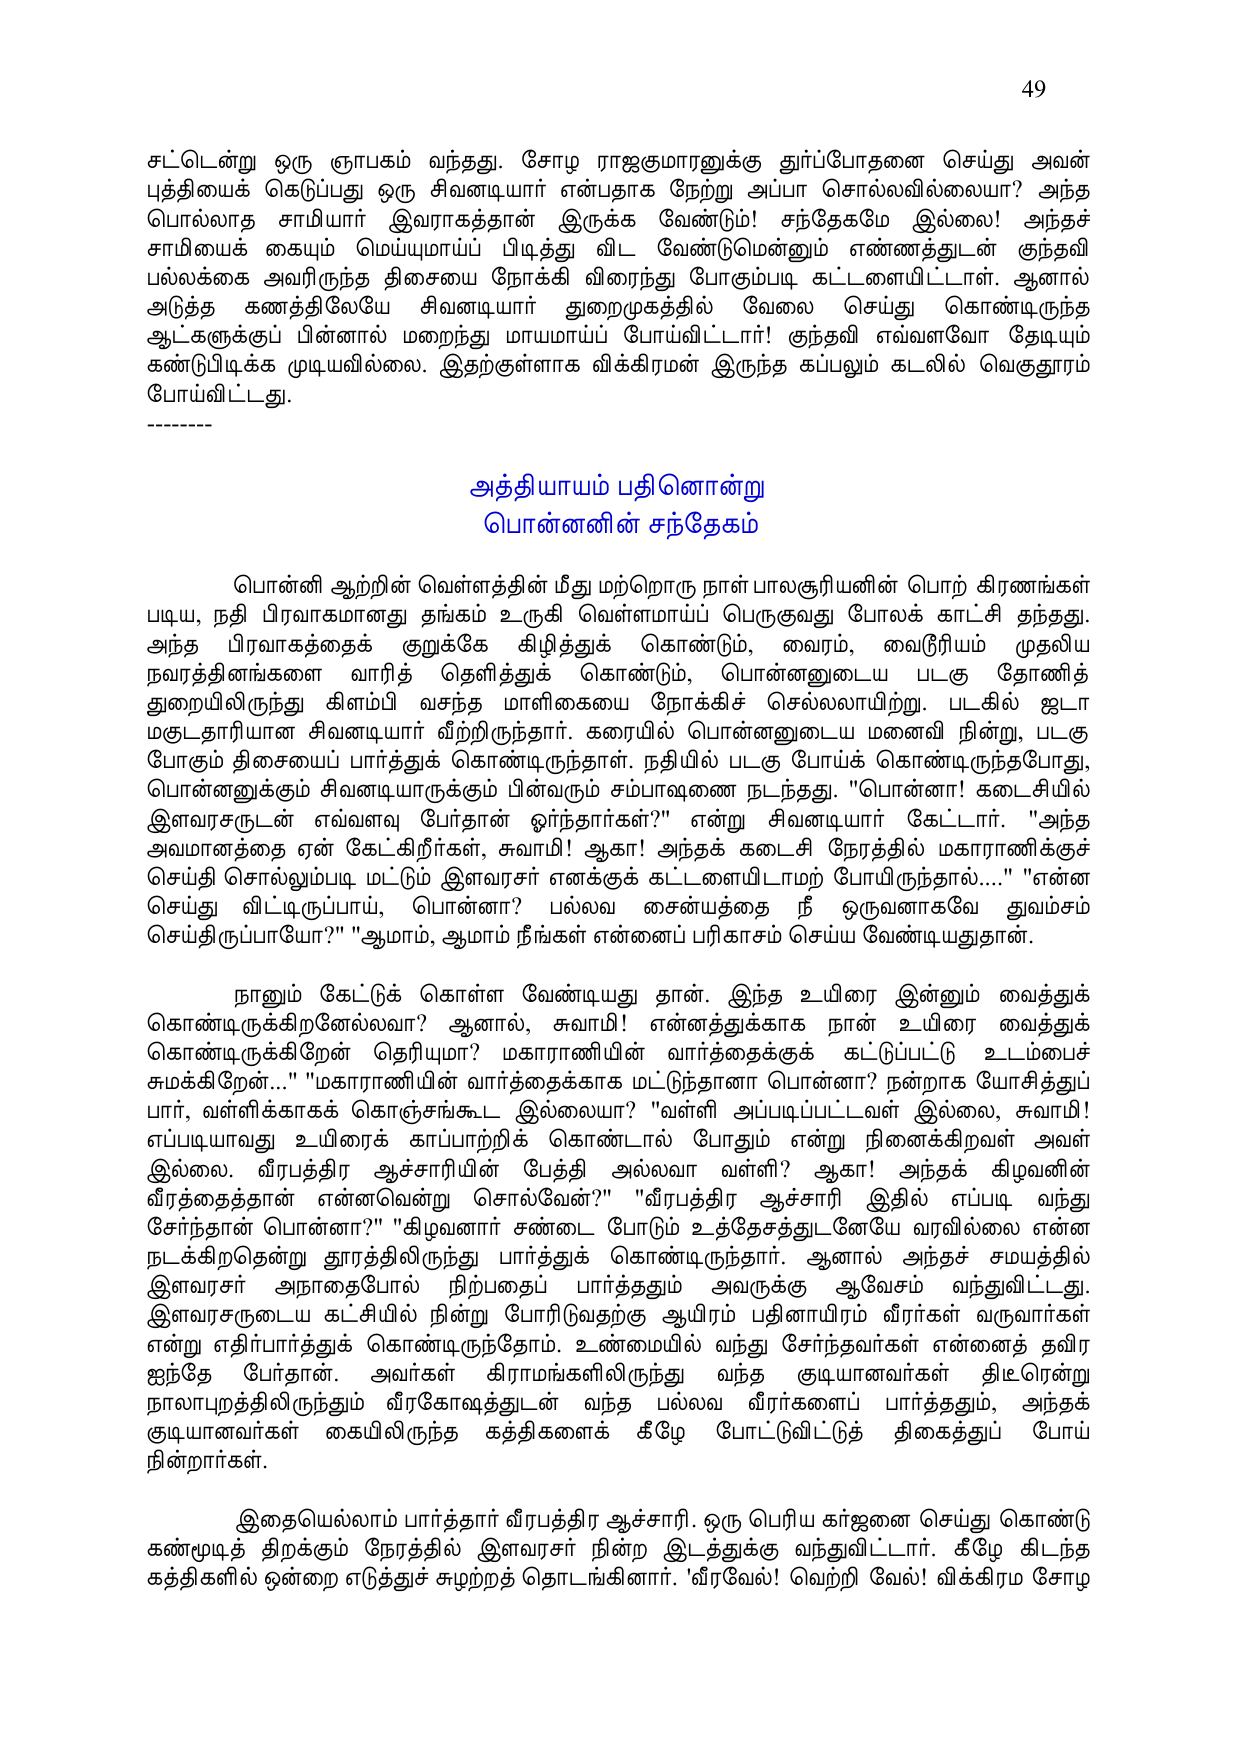 49
சட்டென்று ஒரு ஞாபகம் வந்தது. சோழ ராஜகுமாரனுக்கு துர்ப்போதனை செய்து அவன்
புத்தியைக் கெடுப்பது ஒரு சிவனடியார் என்பதாக நேற்று அப்பா சொல்லவில்லையா? அந்த
பொல்லாத சாமியார் இவராகத்தான் இருக்க வேண்டும்! சந்தேகமே இல்லை! அந்தச்
சாமியைக் கையும் மெய்யுமாய்ப் பிடித்து விட வேண்டுமென்னும் எண்ணத்துடன் குந்தவி
பல்லக்கை அவரிருந்த திசையை நோக்கி விரைந்து போகும்படி கட்டளையிட்டாள். ஆனால்
அடுத்த கணத்திலேயே சிவனடியார் துறைமுகத்தில் வேலை செய்து கொண்டிருந்த
ஆட்களுக்குப் பின்னால் மறைந்து மாயமாய்ப் போய்விட்டார்! குந்தவி எவ்வளவோ தேடியும்
கண்டுபிடிக்க முடியவில்லை. இதற்குள்ளாக விக்கிரமன் இருந்த கப்பலும் கடலில் வெகுதூரம்
போய்விட்டது.
--------
அத்தியாயம் பதினொன்று
பொன்னனின் சந்தேகம்
பொன்னி ஆற்றின் வெள்ளத்தின் மீது மற்றொரு நாள் பாலசூரியனின் பொற் கிரணங்கள்
படிய, நதி பிரவாகமானது தங்கம் உருகி வெள்ளமாய்ப் பெருகுவது போலக் காட்சி தந்தது.
அந்த பிரவாகத்தைக் குறுக்கே கிழித்துக் கொண்டும், வைரம், வைடூரியம் முதலிய
நவரத்தினங்களை வாரித் தெளித்துக் கொண்டும், பொன்னனுடைய படகு தோணித்
துறையிலிருந்து கிளம்பி வசந்த மாளிகையை நோக்கிச் செல்லலாயிற்று. படகில் ஜடா
மகுடதாரியான சிவனடியார் வீற்றிருந்தார். கரையில் பொன்னனுடைய மனைவி நின்று, படகு
போகும் திசையைப் பார்த்துக் கொண்டிருந்தாள். நதியில் படகு போய்க் கொண்டிருந்தபோது,
பொன்னனுக்கும் சிவனடியாருக்கும் பின்வரும் சம்பாஷணை நடந்தது. "பொன்னா! கடைசியில்
இளவரசருடன் எவ்வளவு பேர்தான் ஓர்ந்தார்கள்?" என்று சிவனடியார் கேட்டார். "அந்த
அவமானத்தை ஏன் கேட்கிறீர்கள், சுவாமி! ஆகா! அந்தக் கடைசி நேரத்தில் மகாராணிக்குச்
செய்தி சொல்லும்படி மட்டும் இளவரசர் எனக்குக் கட்டளையிடாமற் போயிருந்தால்...." "என்ன
செய்து விட்டிருப்பாய், பொன்னா? பல்லவ சைன்யத்தை நீ ஒருவனாகவே துவம்சம்
செய்திருப்பாயோ?" "ஆமாம், ஆமாம் நீங்கள் என்னைப் பரிகாசம் செய்ய வேண்டியதுதான்.
நானும் கேட்டுக் கொள்ள வேண்டியது தான். இந்த உயிரை இன்னும் வைத்துக்
கொண்டிருக்கிறனேல்லவா? ஆனால், சுவாமி! என்னத்துக்காக நான் உயிரை வைத்துக்
கொண்டிருக்கிறேன் தெரியுமா? மகாராணியின் வார்த்தைக்குக் கட்டுப்பட்டு உடம்பைச்
சுமக்கிறேன்..." "மகாராணியின் வார்த்தைக்காக மட்டுந்தானா பொன்னா? நன்றாக யோசித்துப்
பார், வள்ளிக்காகக் கொஞ்சங்கூட இல்லையா? "வள்ளி அப்படிப்பட்டவள் இல்லை, சுவாமி!
எப்படியாவது உயிரைக் காப்பாற்றிக் கொண்டால் போதும் என்று நினைக்கிறவள் அவள்
இல்லை. வீரபத்திர ஆச்சாரியின் பேத்தி அல்லவா வள்ளி? ஆகா! அந்தக் கிழவனின்
வீரத்தைத்தான் என்னவென்று சொல்வேன்?" "வீரபத்திர ஆச்சாரி இதில் எப்படி வந்து
சேர்ந்தான் பொன்னா?" "கிழவனார் சண்டை போடும் உத்தேசத்துடனேயே வரவில்லை என்ன
நடக்கிறதென்று தூரத்திலிருந்து பார்த்துக் கொண்டிருந்தார். ஆனால் அந்தச் சமயத்தில்
இளவரசர் அநாதைபோல் நிற்பதைப் பார்த்ததும் அவருக்கு ஆவேசம் வந்துவிட்டது.
இளவரசருடைய கட்சியில் நின்று போரிடுவதற்கு ஆயிரம் பதினாயிரம் வீரர்கள் வருவார்கள்
என்று எதிர்பார்த்துக் கொண்டிருந்தோம். உண்மையில் வந்து சேர்ந்தவர்கள் என்னைத் தவிர
ஐந்தே பேர்தான். அவர்கள் கிராமங்களிலிருந்து வந்த குடியானவர்கள் திடீரென்று
நாலாபுறத்திலிருந்தும் வீரகோஷத்துடன் வந்த பல்லவ வீரர்களைப் பார்த்ததும், அந்தக்
குடியானவர்கள் கையிலிருந்த கத்திகளைக் கீழே போட்டுவிட்டுத் திகைத்துப் போய்
நின்றார்கள்.
இதையெல்லாம் பார்த்தார் வீரபத்திர ஆச்சாரி. ஒரு பெரிய கர்ஜனை செய்து கொண்டு
கண்மூடித் திறக்கும் நேரத்தில் இளவரசர் நின்ற இடத்துக்கு வந்துவிட்டார். கீழே கிடந்த
கத்திகளில் ஒன்றை எடுத்துச் சுழற்றத் தொடங்கினார். 'வீரவேல்! வெற்றி வேல்! விக்கிரம சோழ